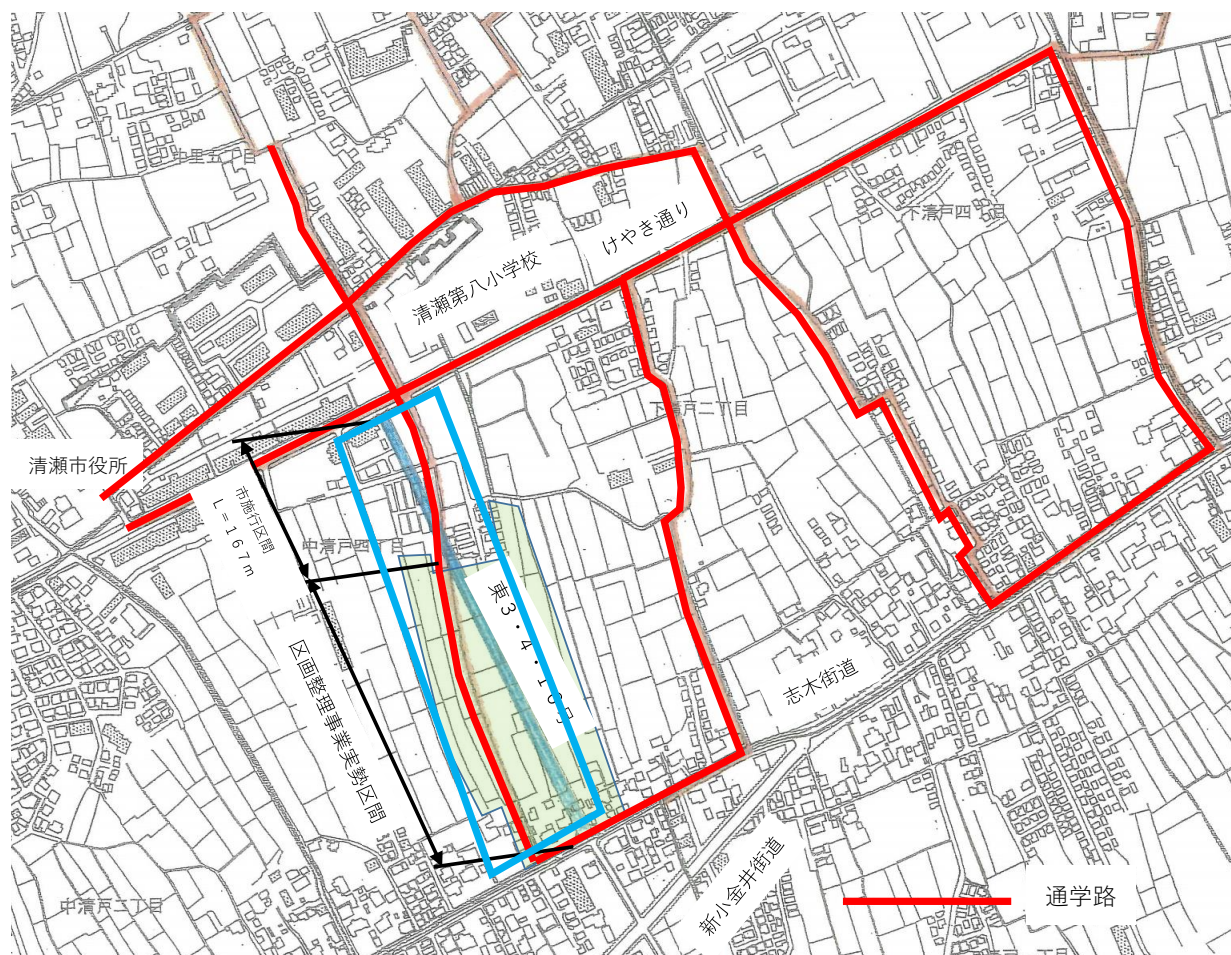 中里五丁目
下清戸四丁目
けやき通り
清瀬第八小学校
下清戸二丁目
清瀬市役所
市施行区間
L=167m
中清戸四丁目
東3・4・16号
区画整理事業実勢区間
志木街道
新小金井街道
中清戸二丁目
通学路